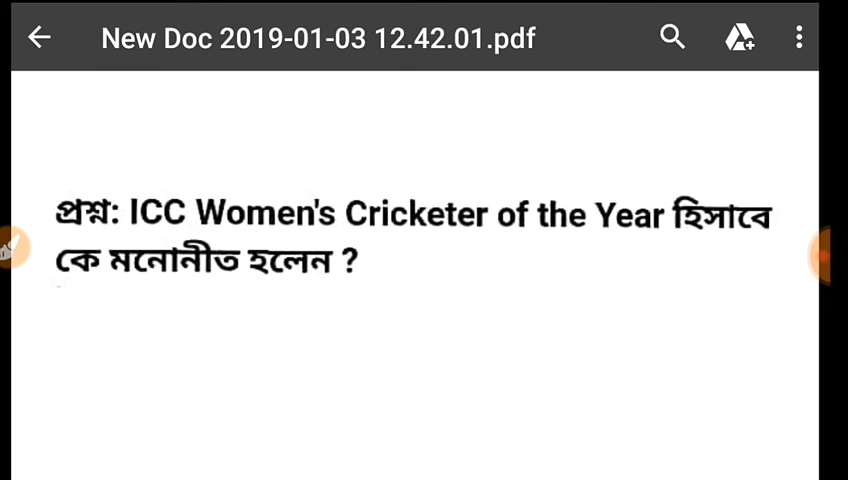 New Doc 2019-01-03 12.42.01.pdf
প্রশ্ন: ICC Women's Cricketer of the Year হিসাবে
কে মনোনীত হলেন ?